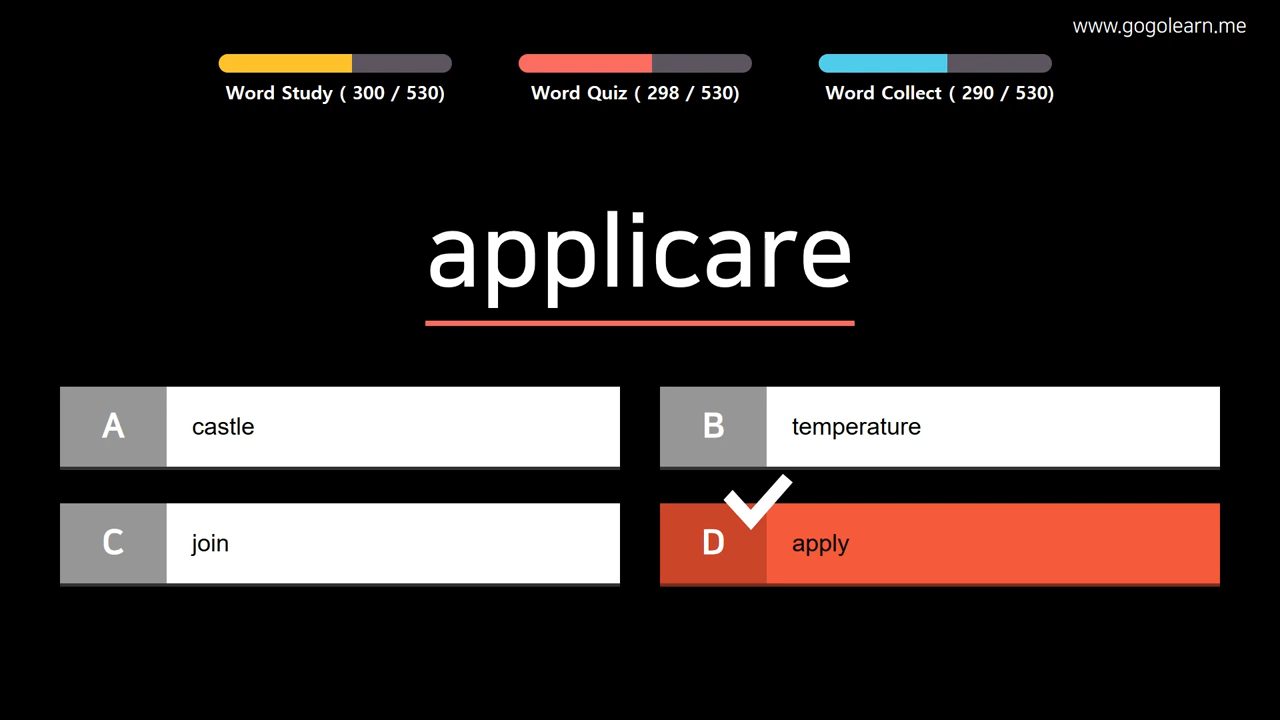 www.gogolearn.me
Word Study ( 300 / 530)
Word Quiz ( 298 / 530)
Word Collect ( 290 / 530)
applicare
A castle
B temperature
C join
D apply